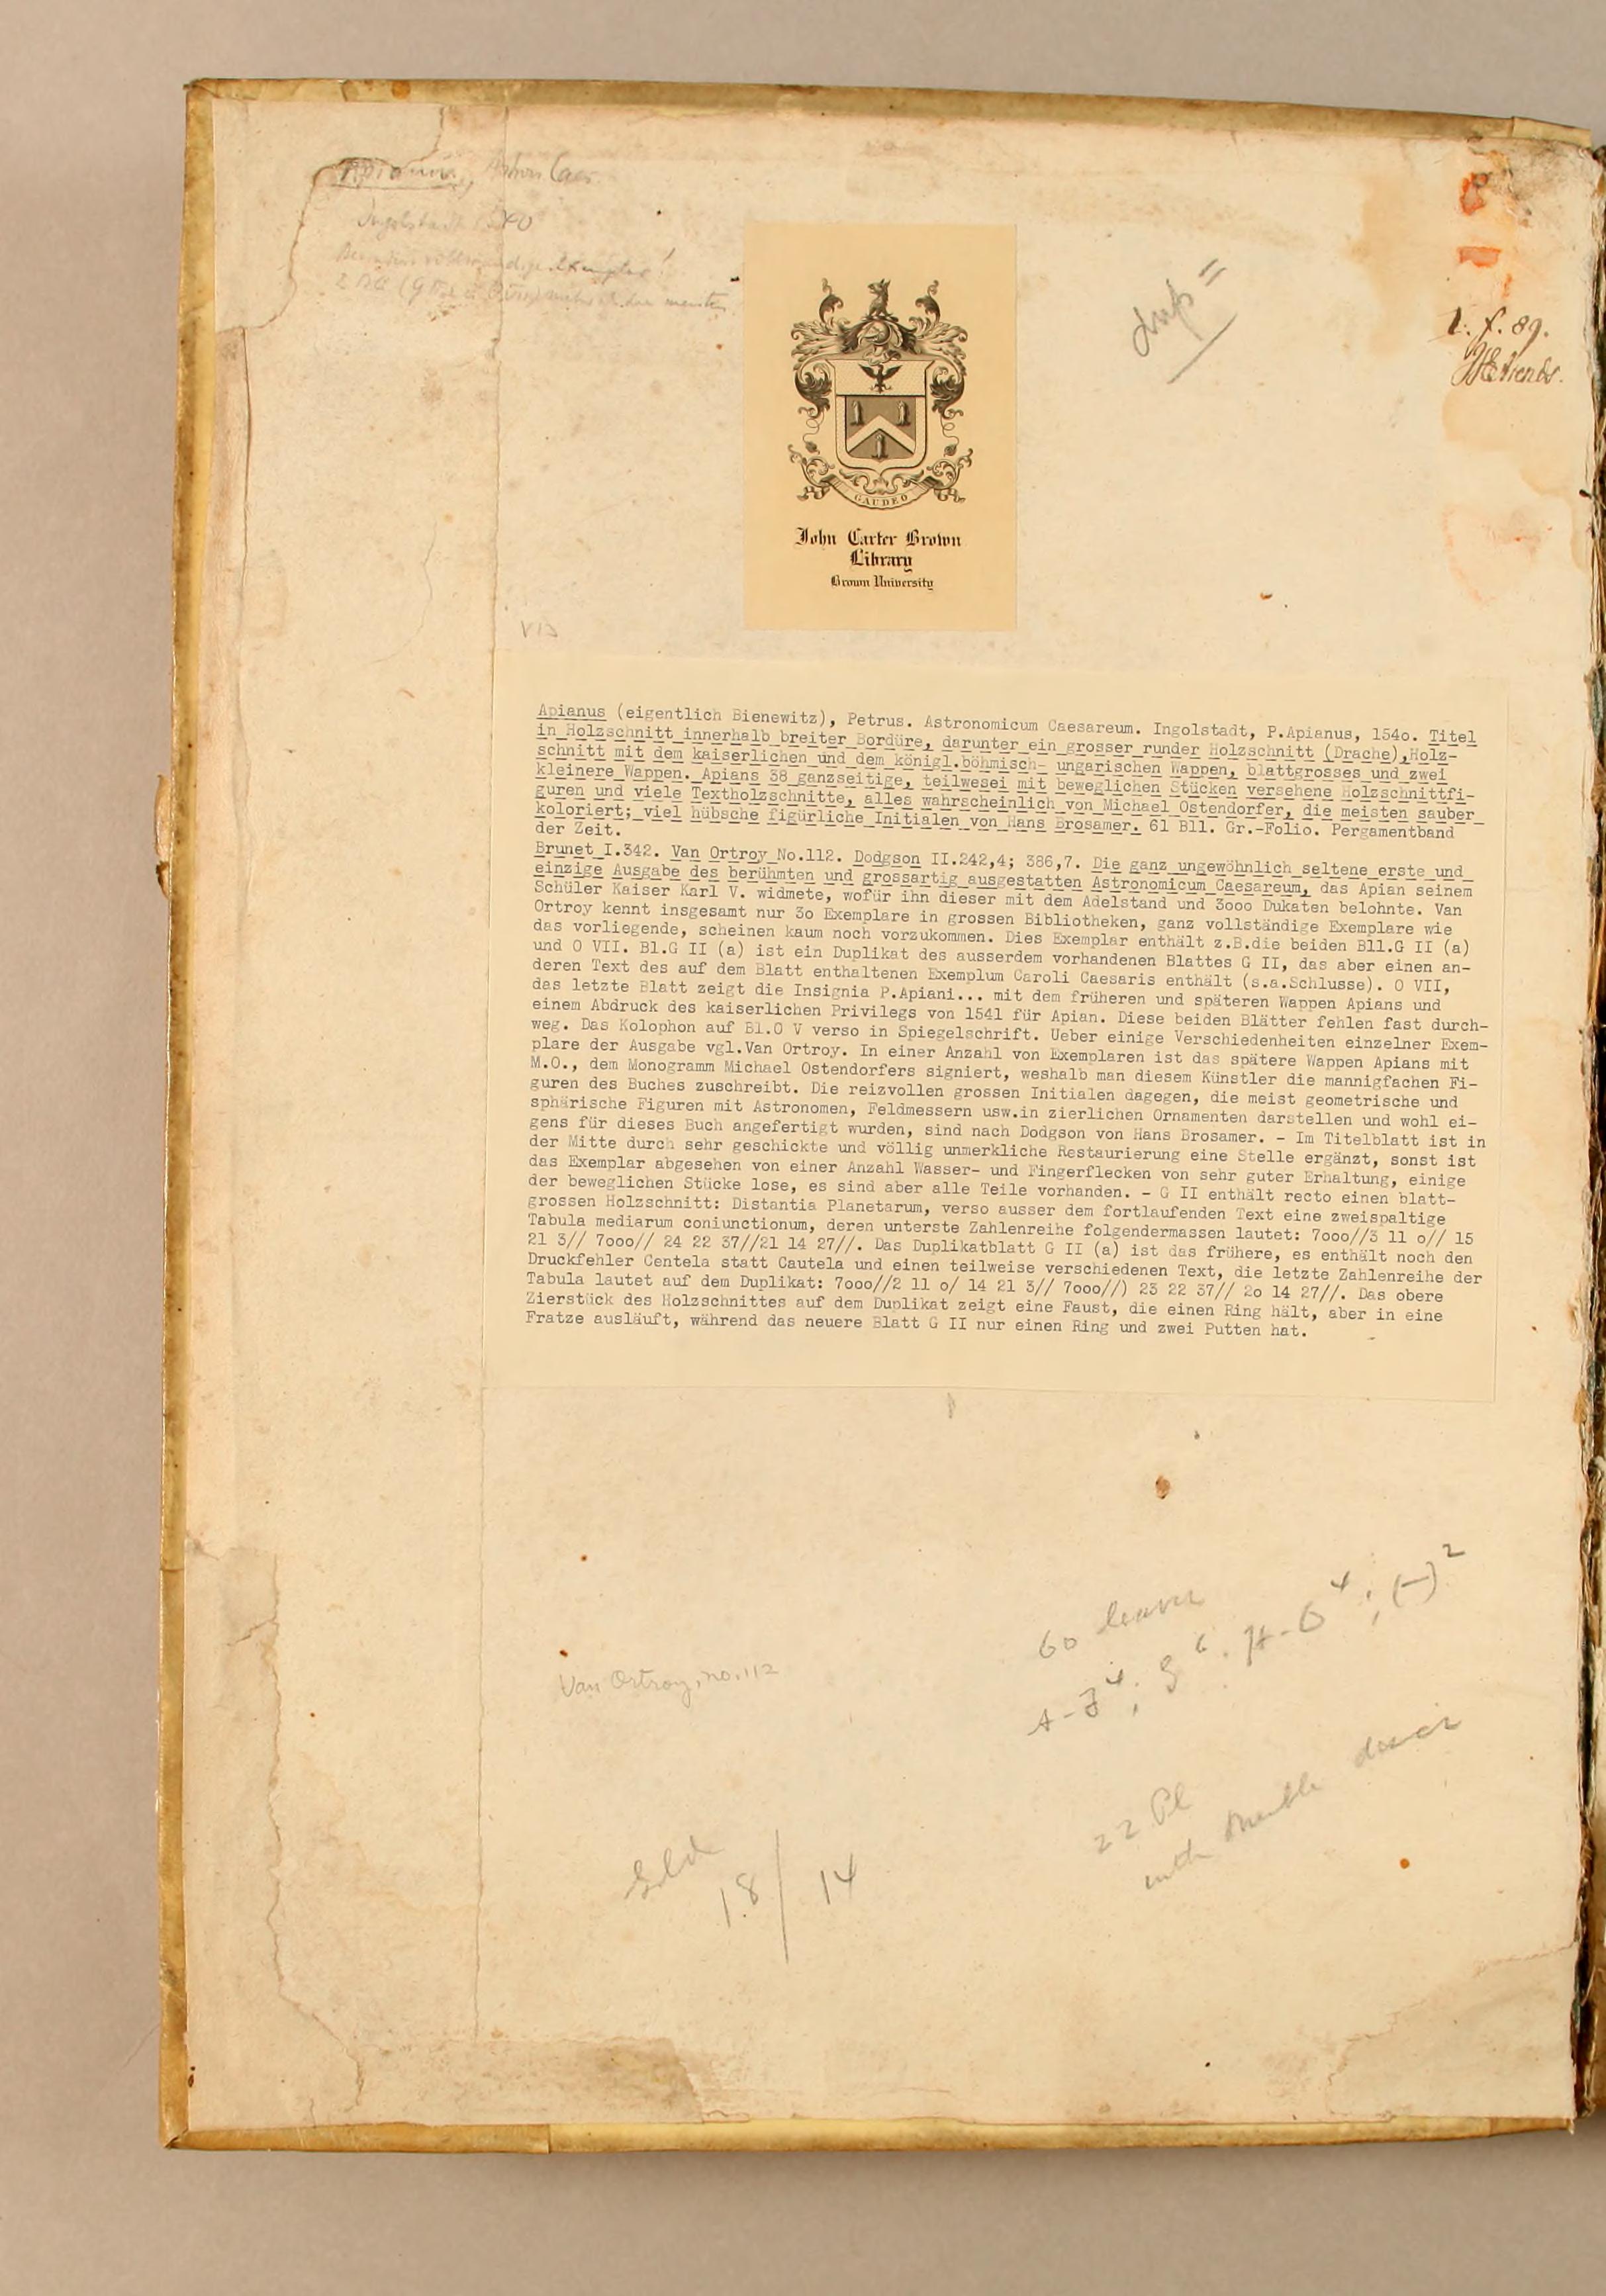 Apianus, Astron Caes.
Ingolstadt 1540
1. f. 89.
GAUDEO
John Carter Brown
Library
Brown University
Apianus (eigentlich Bienewitz), Petrus. Astronomicum Caesareum. Ingolstadt, P.Apianus, 154o. Titel
in Holzschnitt innerhalb breiter Bordüre, darunter ein grosser runder Holzschnitt (Drache),Holz-
schnitt mit dem kaiserlichen und dem königl.böhmisch- ungarischen Wappen, blattgrosses und zwei
kleinere Wappen. Apians 38 ganzseitige, teilwesei mit beweglichen Stücken versehene Holzschnittfi-
guren und viele Textholzschnitte, alles wahrscheinlich von Michael Ostendorfer, die meisten sauber
koloriert; viel hübsche figürliche Initialen von Hans Brosamer. 61 Bll. Gr.-Folio. Pergamentband
der Zeit.
Brunet I.342. Van Ortroy No.112. Dodgson II.242,4; 386,7. Die ganz ungewöhnlich seltene erste und
einzige Ausgabe des berühmten und grossartig ausgestatten Astronomicum Caesareum, das Apian seinem
Schüler Kaiser Karl V. widmete, wofür ihn dieser mit dem Adelstand und 3ooo Dukaten belohnte. Van
Ortroy kennt insgesamt nur 3o Exemplare in grossen Bibliotheken, ganz vollständige Exemplare wie
das vorliegende, scheinen kaum noch vorzukommen. Dies Exemplar enthält z.B.die beiden Bll.G II (a)
und O VII. Bl.G II (a) ist ein Duplikat des ausserdem vorhandenen Blattes G II, das aber einen an-
deren Text des auf dem Blatt enthaltenen Exemplum Caroli Caesaris enthält (s.a.Schlusse). O VII,
das letzte Blatt zeigt die Insignia P.Apiani... mit dem früheren und späteren Wappen Apians und
einem Abdruck des kaiserlichen Privilegs von 1541 für Apian. Diese beiden Blätter fehlen fast durch-
weg. Das Kolophon auf Bl.O V verso in Spiegelschrift. Ueber einige Verschiedenheiten einzelner Exem-
plare der Ausgabe vgl.Van Ortroy. In einer Anzahl von Exemplaren ist das spätere Wappen Apians mit
M.O., dem Monogramm Michael Ostendorfers signiert, weshalb man diesem Künstler die mannigfachen Fi-
guren des Buches zuschreibt. Die reizvollen grossen Initialen dagegen, die meist geometrische und
sphärische Figuren mit Astronomen, Feldmessern usw.in zierlichen Ornamenten darstellen und wohl ei-
gens für dieses Buch angefertigt wurden, sind nach Dodgson von Hans Brosamer. - Im Titelblatt ist in
der Mitte durch sehr geschickte und völlig unmerkliche Restaurierung eine Stelle ergänzt, sonst ist
das Exemplar abgesehen von einer Anzahl Wasser- und Fingerflecken von sehr guter Erhaltung, einige
der beweglichen Stücke lose, es sind aber alle Teile vorhanden. - G II enthält recto einen blatt-
grossen Holzschnitt: Distantia Planetarum, verso ausser dem fortlaufenden Text eine zweispaltige
Tabula mediarum coniunctionum, deren unterste Zahlenreihe folgendermassen lautet: 7ooo//3 11 o// 15
21 3// 7ooo// 24 22 37//21 14 27//. Das Duplikatblatt G II (a) ist das frühere, es enthält noch den
Druckfehler Centela statt Cautela und einen teilweise verschiedenen Text, die letzte Zahlenreihe der
Tabula lautet auf dem Duplikat: 7ooo//2 11 o/ 14 21 3// 7ooo//) 23 22 37// 2o 14 27//. Das obere
Zierstück des Holzschnittes auf dem Duplikat zeigt eine Faust, die einen Ring hält, aber in eine
Fratze ausläuft, während das neuere Blatt G II nur einen Ring und zwei Putten hat.
60 leaves
Van Ortroy, no. 112
22 Pl
with
18/14